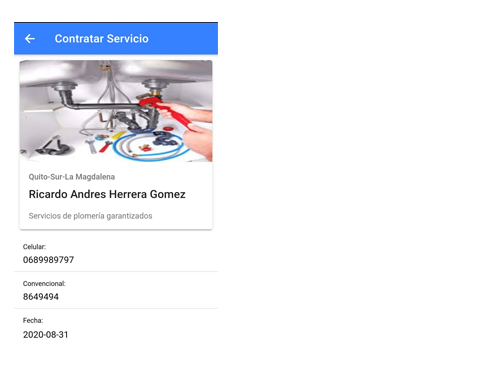 Contratar Servicio
Quito-Sur-La Magdalena
Ricardo Andres Herrera Gomez
Servicios de plomería garantizados
Celular:
0689989797
Convencional:
8649494
Fecha:
2020-08-31